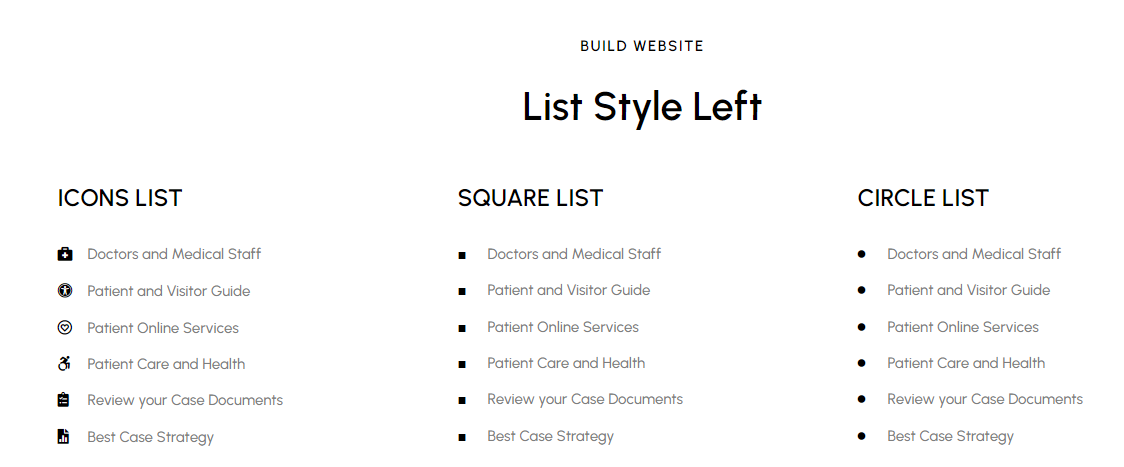 BUILD WEBSITE
List Style Left
ICONS LIST
Doctors and Medical Staff
Patient and Visitor Guide
Patient Online Services
Patient Care and Health
Review your Case Documents
Best Case Strategy
SQUARE LIST
Doctors and Medical Staff
Patient and Visitor Guide
Patient Online Services
Patient Care and Health
Review your Case Documents
Best Case Strategy
CIRCLE LIST
Doctors and Medical Staff
Patient and Visitor Guide
Patient Online Services
Patient Care and Health
Review your Case Documents
Best Case Strategy